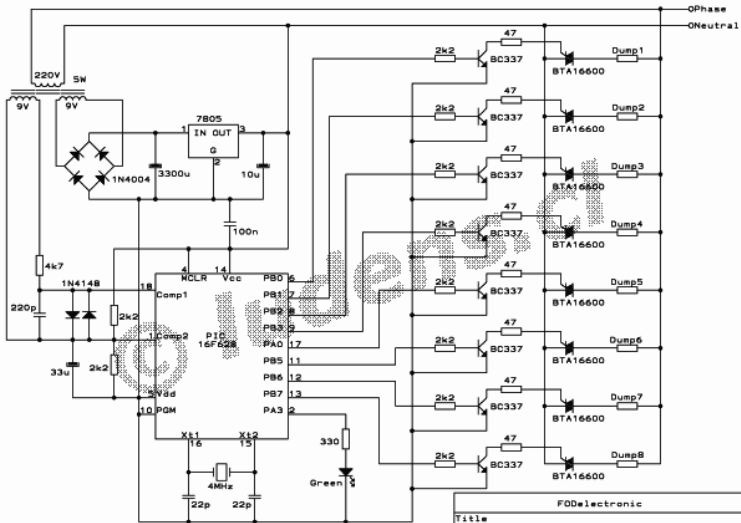 Phase
Neutral
220V
5W
9V
9V
7805
1
IN OUT
3
G
2
1N4004
3300u
10u
100n
4k7
1N4148
220p
2k2
33u
2k2
4
MCLR
14
Vcc
18
Comp1
1
Comp2
PIC
16F628
5
Vdd
10
PGM
PB0
6
PB1
7
PB2
8
PB3
9
PA0
17
PB5
11
PB6
12
PB7
13
PA3
2
Xt1
16
Xt2
15
4MHz
22p
22p
330
Green
2k2
BC337
47
BTA16600
Dump1
2k2
BC337
47
BTA16600
Dump2
2k2
BC337
47
BTA16600
Dump3
2k2
BC337
47
BTA16600
Dump4
2k2
BC337
47
BTA16600
Dump5
2k2
BC337
47
BTA16600
Dump6
2k2
BC337
47
BTA16600
Dump7
2k2
BC337
47
BTA16600
Dump8
FODelectronic
Title